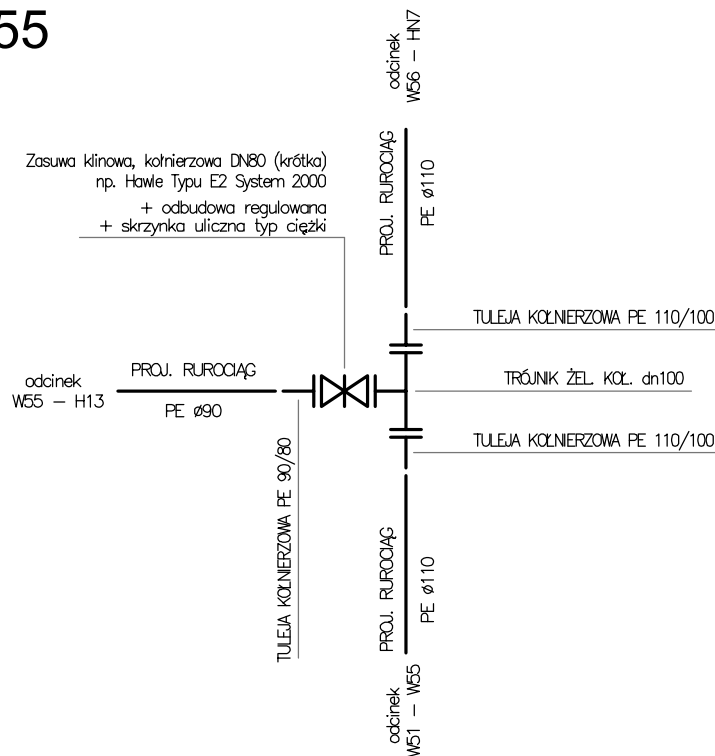 55
odcinek
W56 - HN7
Zasuwa klinowa, kołnierzowa DN80 (krótka)
np. Hawle Typu E2 System 2000
+ odbudowa regulowana
+ skrzynka uliczna typ ciężki
PROJ. RUROCIĄG
PE ø110
TULEJA KOŁNIERZOWA PE 110/100
odcinek
W55 - H13
PROJ. RUROCIĄG
PE ø90
TRÓJNIK ŻEL. KOŁ. dn100
TULEJA KOŁNIERZOWA PE 110/100
TULEJA KOŁNIERZOWA PE 90/80
PROJ. RUROCIĄG
PE ø110
odcinek
W51 - W55